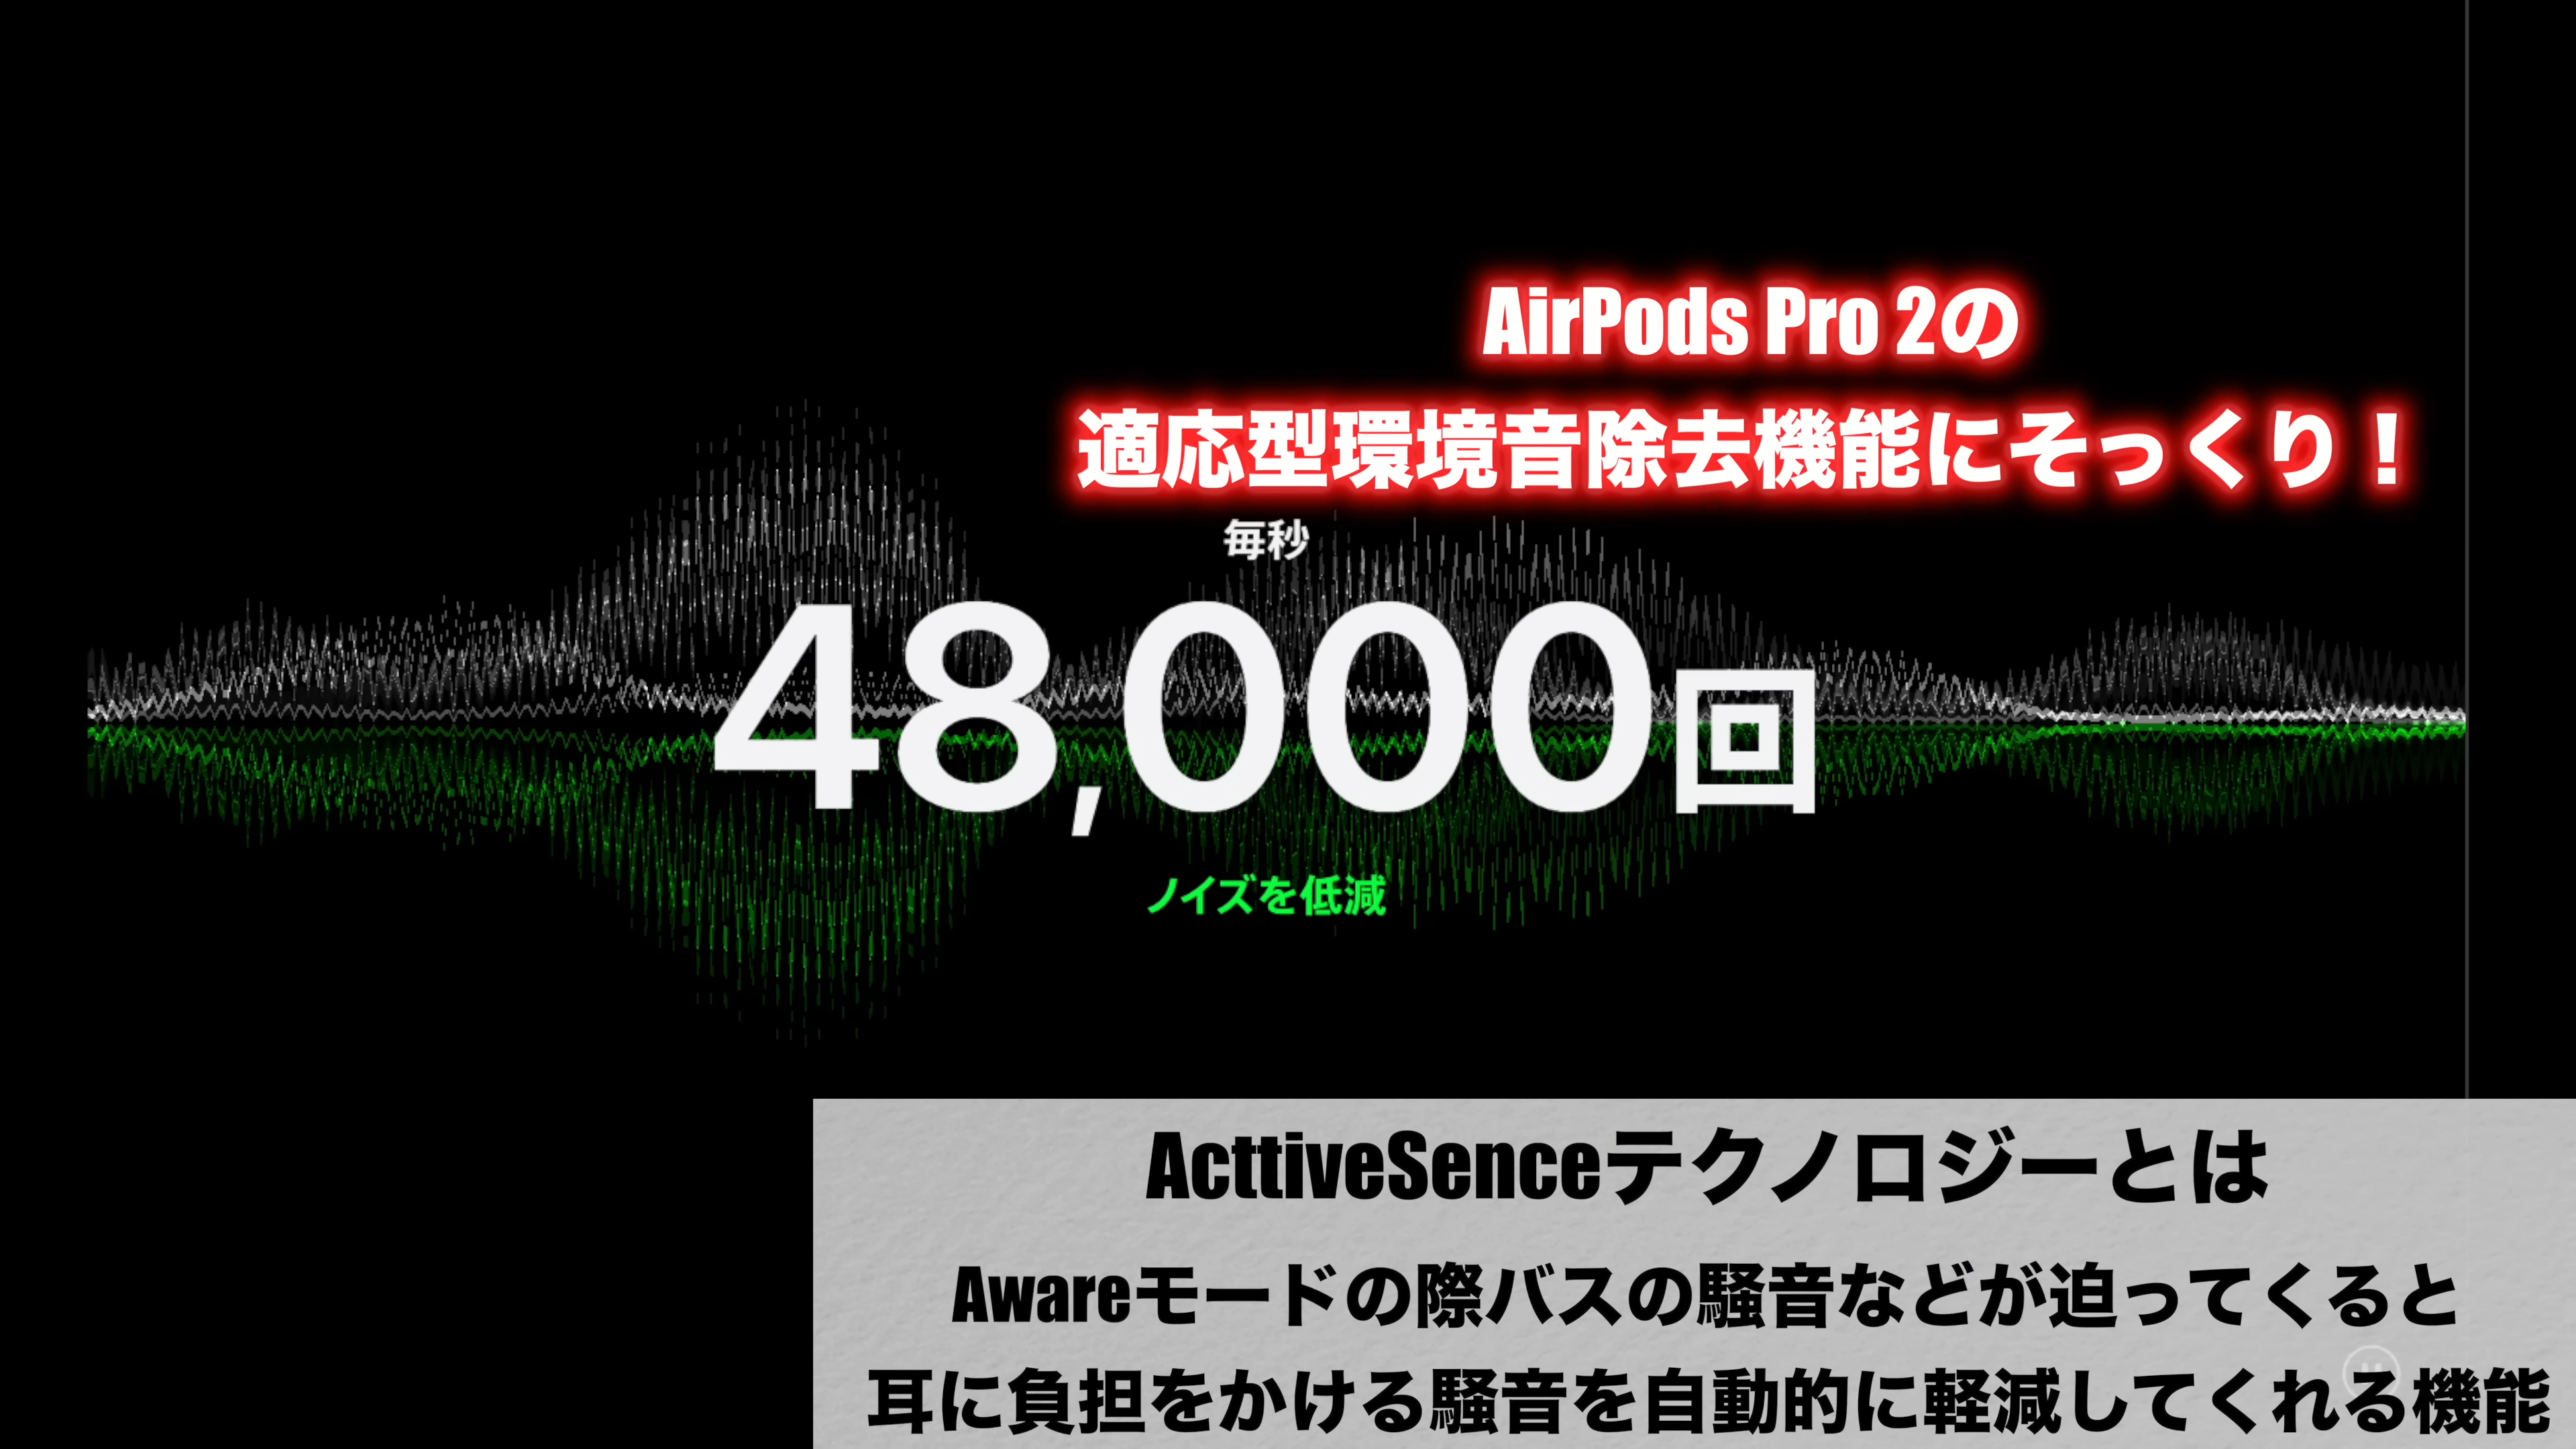 AirPods Pro 2の
適応型環境音除去機能にそっくり！
毎秒
48,000回
ノイズを低減
ActtiveSenceテクノロジーとは
Awareモードの際バスの騒音などが迫ってくると
耳に負担をかける騒音を自動的に軽減してくれる機能